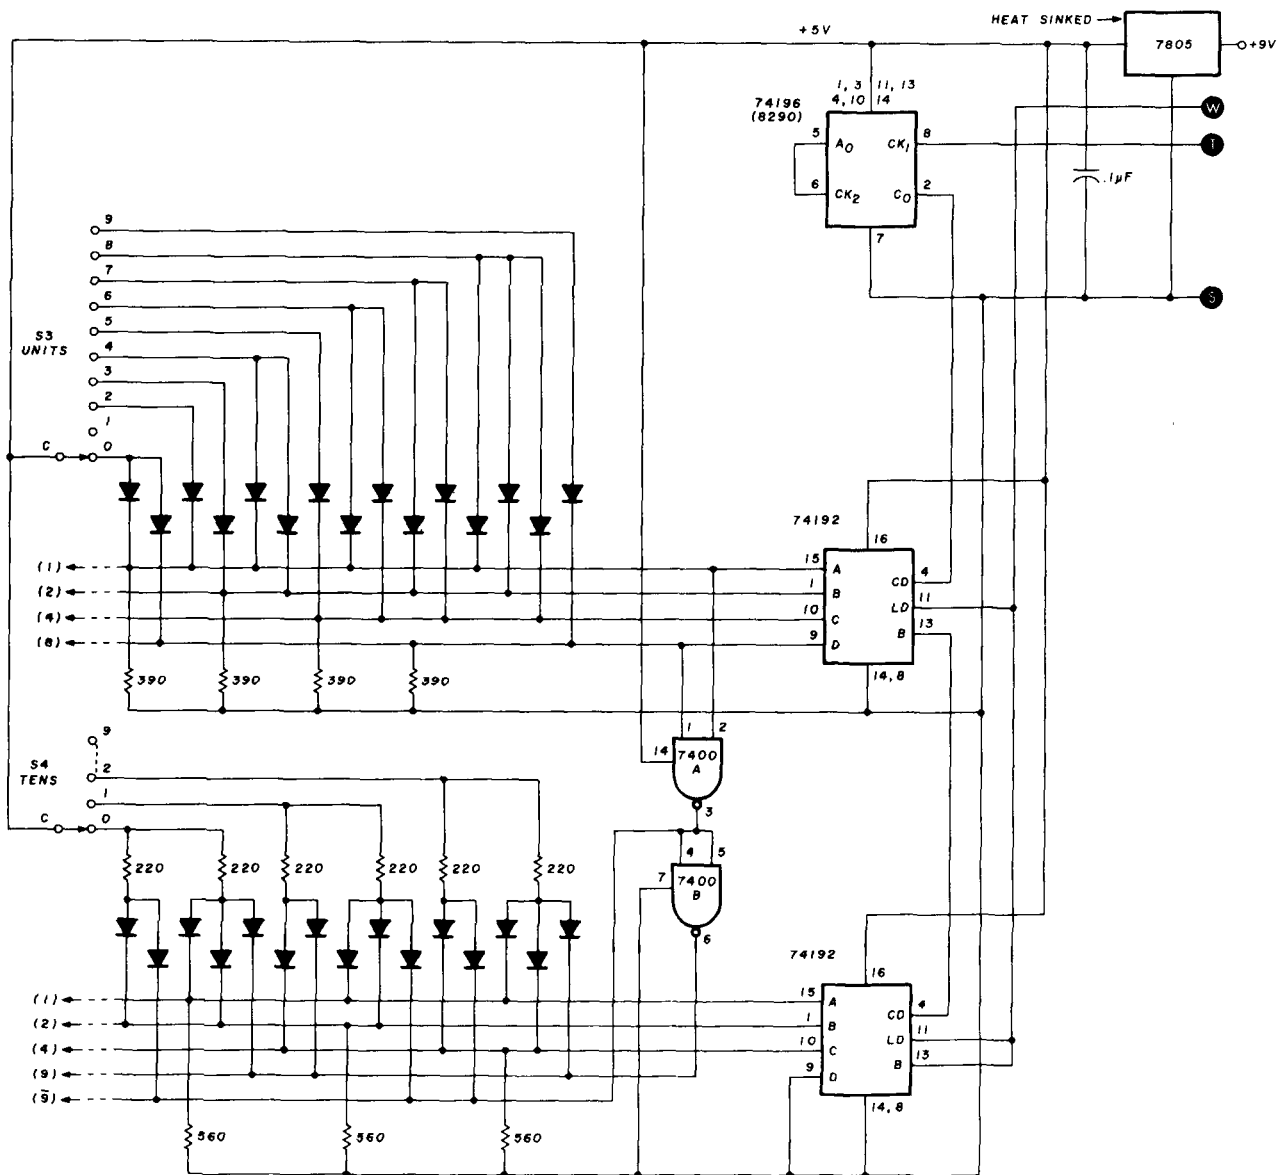 HEAT SINKED
7805
+9V
+5V
1, 3 11, 13
4, 10 14
74196
(8290)
5 A0 CK1 8
6 CK2 C0 2
7
W
T
S
.1µF
S3
UNITS
9
8
7
6
5
4
3
2
1
C 0
74192
16
(1) 15 A CD 4
(2) 1 B LD 11
(4) 10 C B 13
(8) 9 D
14, 8
390 390 390 390
1 2
14 7400
A
3
S4
TENS
9
2
1
C 0
220 220 220 220 220 220
4 5
7 7400
B
6
74192
16
(1) 15 A CD 4
(2) 1 B LD 11
(4) 10 C B 13
(9) 9 D
(9̅)
14, 8
560 560 560